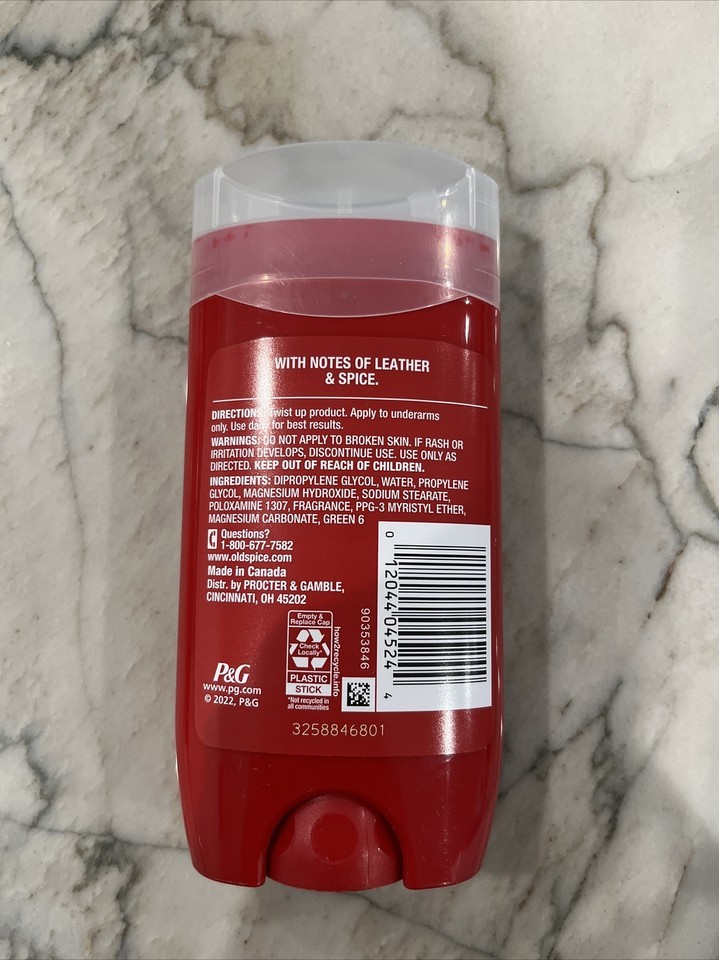 WITH NOTES OF LEATHER
& SPICE.
DIRECTIONS: Twist up product. Apply to underarms
only. Use daily for best results.
WARNINGS: DO NOT APPLY TO BROKEN SKIN. IF RASH OR
IRRITATION DEVELOPS, DISCONTINUE USE. USE ONLY AS
DIRECTED. KEEP OUT OF REACH OF CHILDREN.
INGREDIENTS: DIPROPYLENE GLYCOL, WATER, PROPYLENE
GLYCOL, MAGNESIUM HYDROXIDE, SODIUM STEARATE,
POLOXAMINE 1307, FRAGRANCE, PPG-3 MYRISTYL ETHER,
MAGNESIUM CARBONATE, GREEN 6
Questions?
1-800-677-7582
www.oldspice.com
Made in Canada
Distr. by PROCTER & GAMBLE,
CINCINNATI, OH 45202
P&G
www.pg.com
© 2022, P&G
Empty &
Replace Cap
Check
Locally*
PLASTIC
STICK
*Not recycled in
all communities
how2recycle.info
90353846
0 12044 04524 4
3258846801